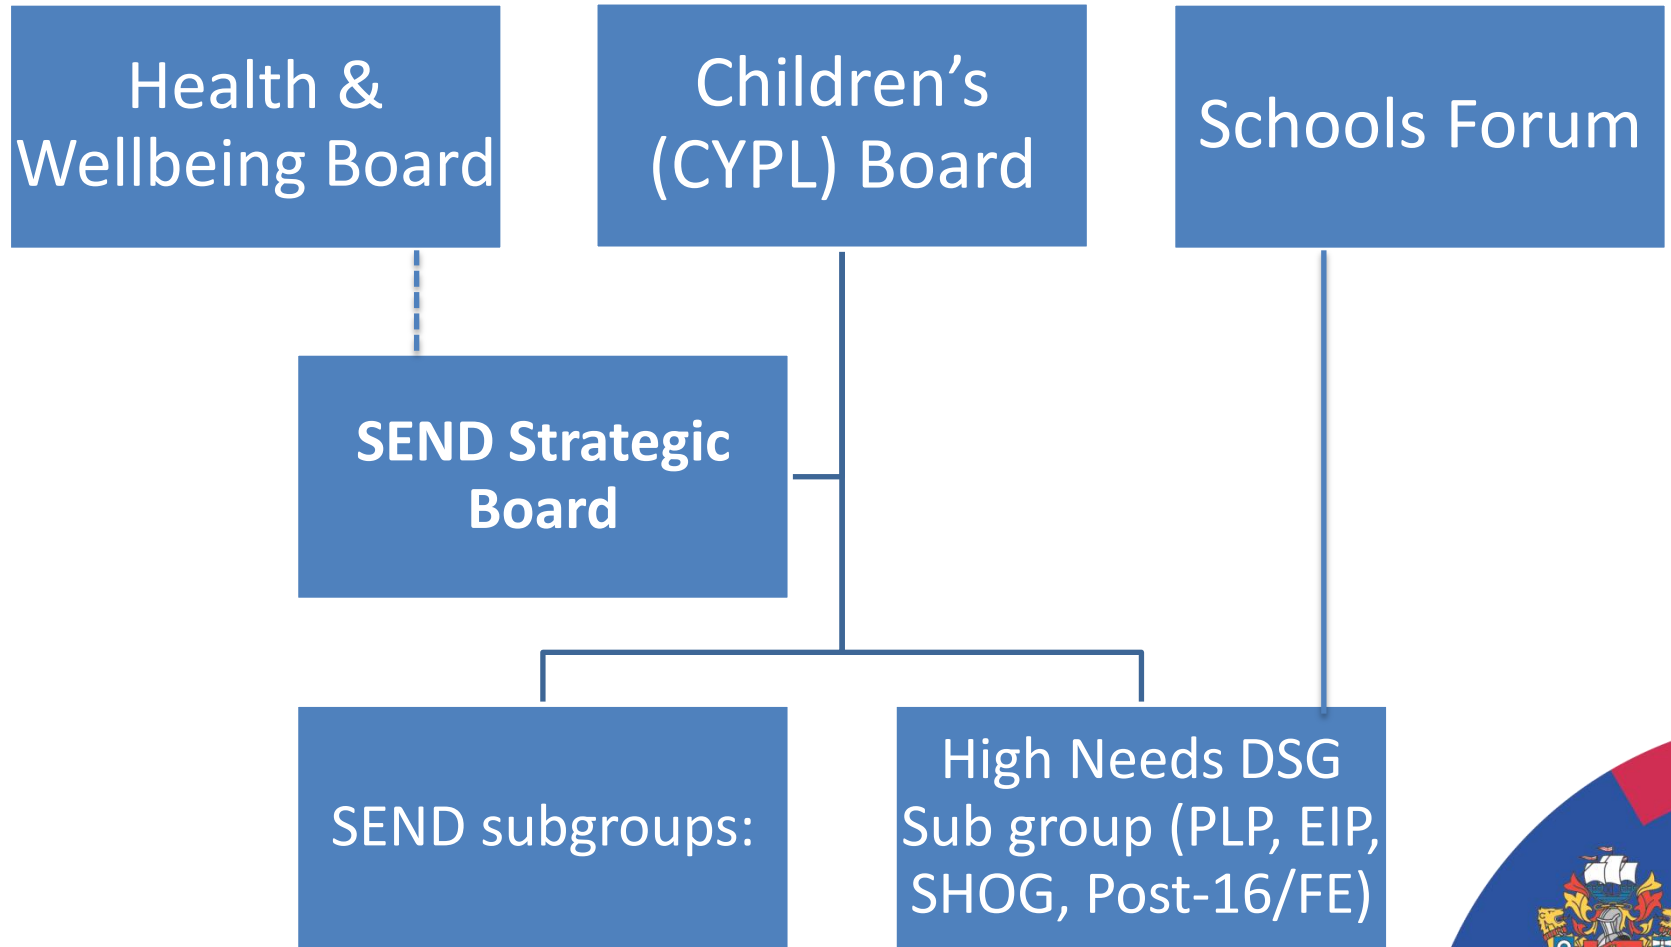 Health &
Wellbeing Board
Children’s
(CYPL) Board
Schools Forum
SEND Strategic
Board
SEND subgroups:
High Needs DSG
Sub group (PLP, EIP,
SHOG, Post-16/FE)